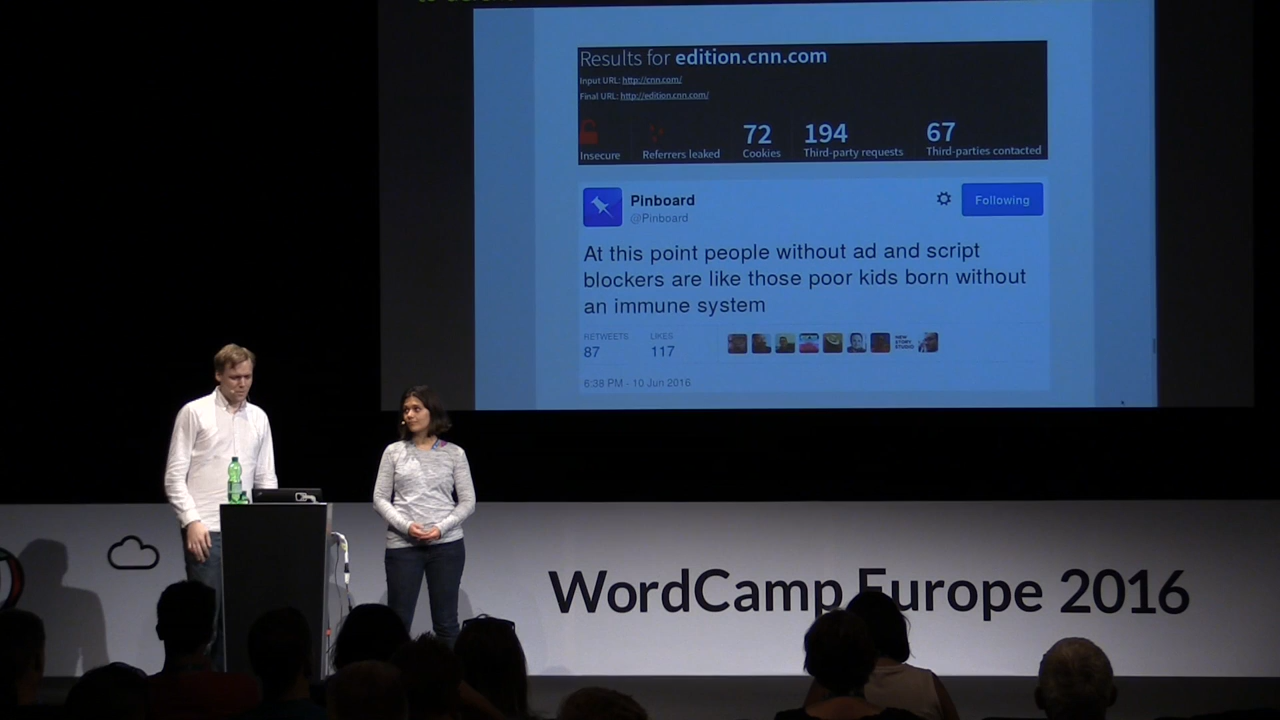 Results for edition.cnn.com
Input URL: http://cnn.com/
Final URL: http://edition.cnn.com/
72 194 67
Insecure Referrers leaked Cookies Third-party requests Third-parties contacted
Pinboard
@Pinboard
Following
At this point people without ad and script
blockers are like those poor kids born without
an immune system
RETWEETS LIKES
87 117
NEW STORY STUDIO
6:38 PM - 10 Jun 2016
WordCamp Europe 2016